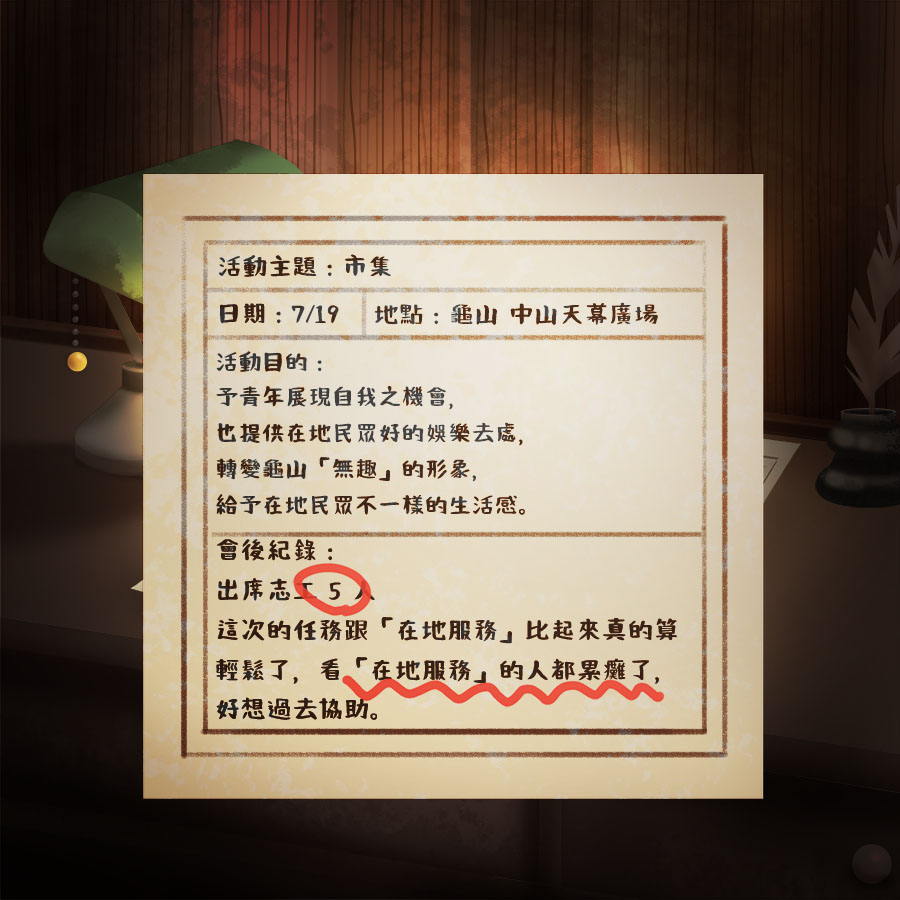 活動主題：市集
日期：7/19 地點：龜山 中山天幕廣場
活動目的：
予青年展現自我之機會，
也提供在地民眾好的娛樂去處，
轉變龜山「無趣」的形象，
給予在地民眾不一樣的生活感。
會後紀錄：
出席志工 5 人
這次的任務跟「在地服務」比起來真的算
輕鬆了，看「在地服務」的人都累癱了，
好想過去協助。